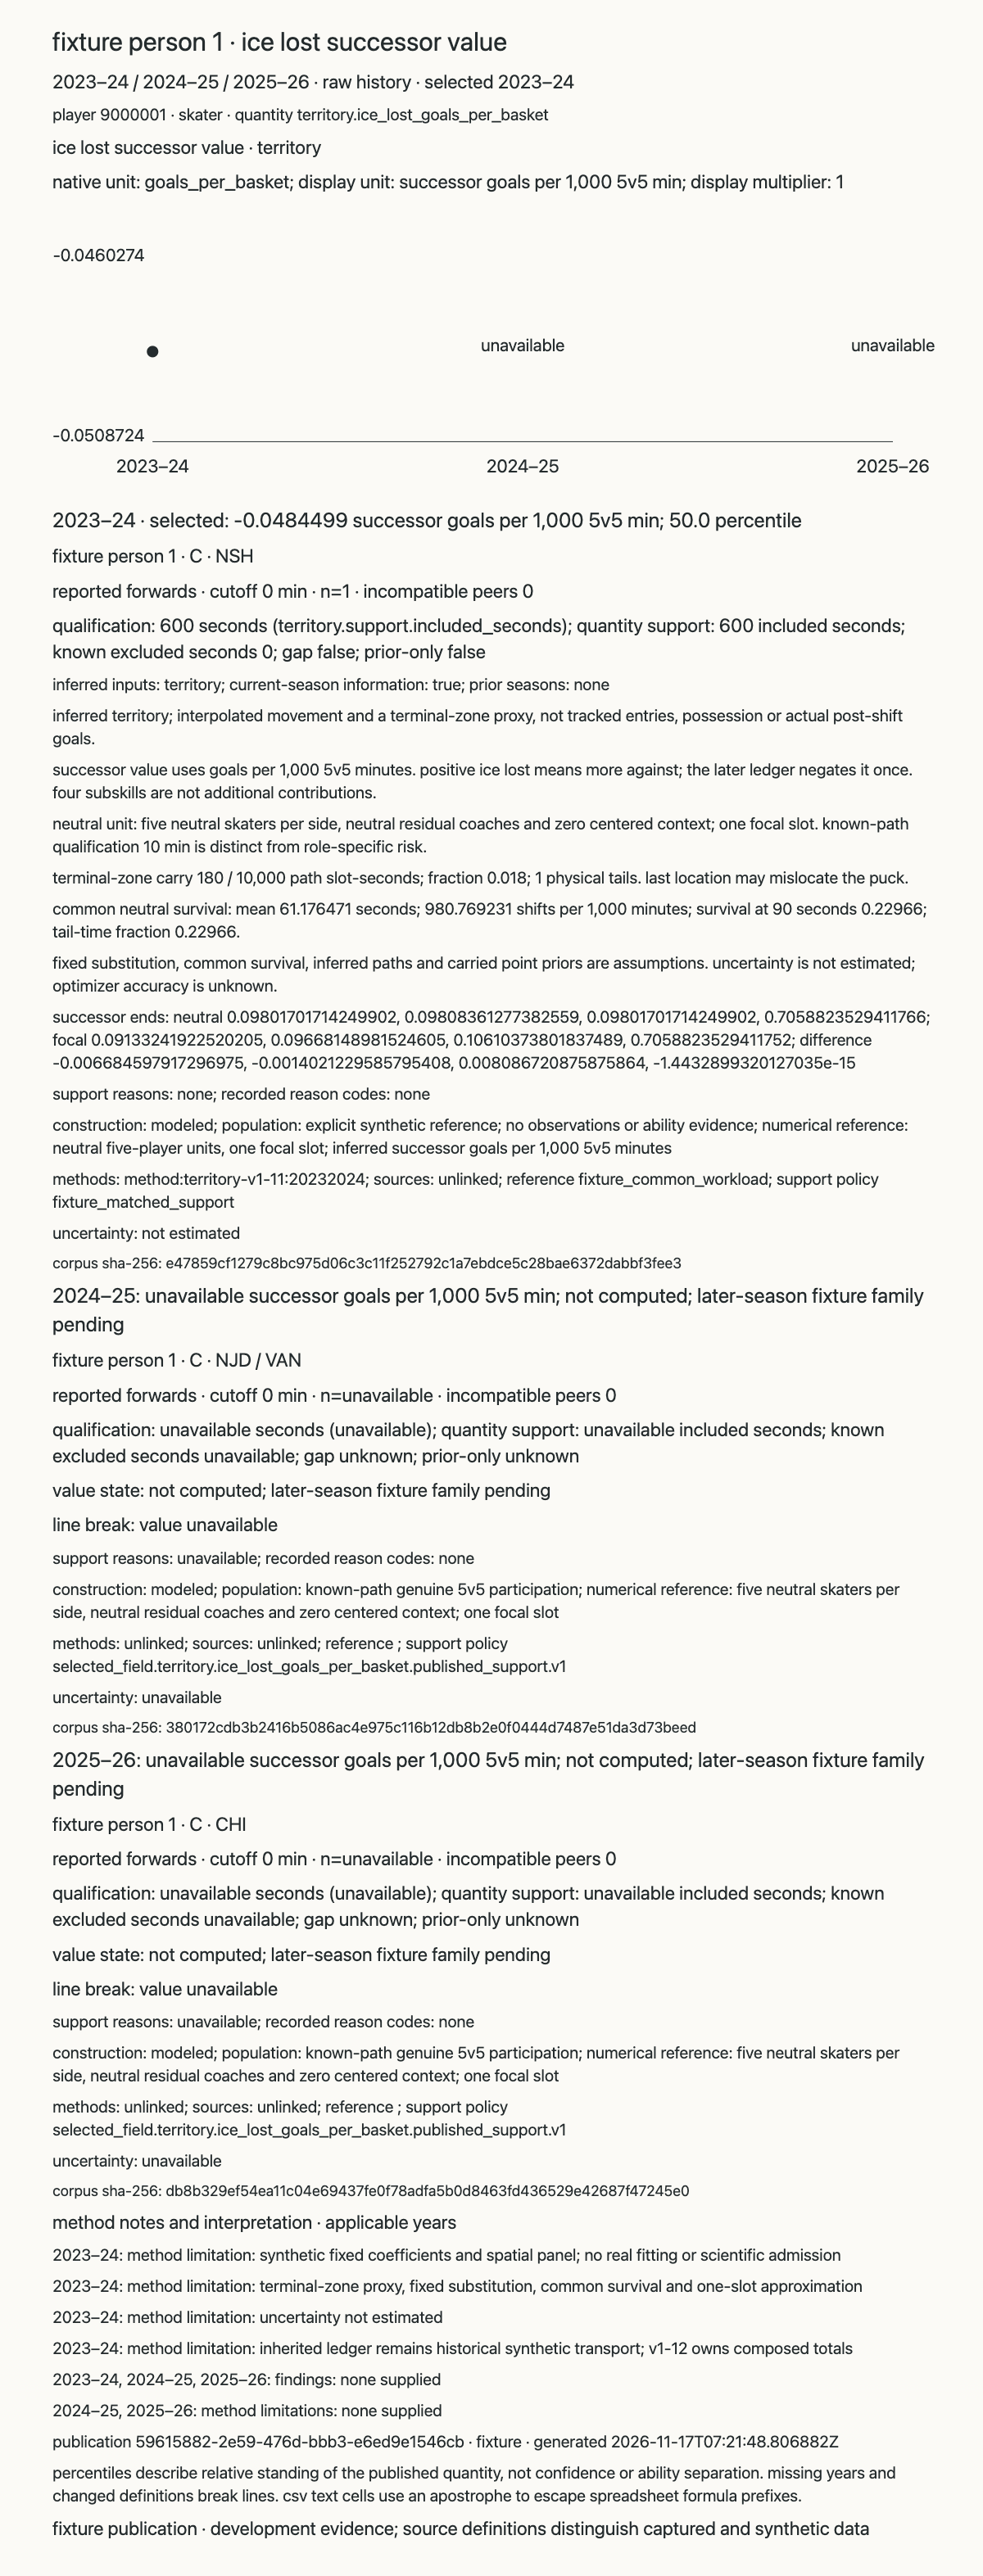 fixture person 1 · ice lost successor value
2023–24 / 2024–25 / 2025–26 · raw history · selected 2023–24
player 9000001 · skater · quantity territory.ice_lost_goals_per_basket
ice lost successor value · territory
native unit: goals_per_basket; display unit: successor goals per 1,000 5v5 min; display multiplier: 1
-0.0460274
unavailable
unavailable
-0.0508724
2023–24
2024–25
2025–26
2023–24 · selected: -0.0484499 successor goals per 1,000 5v5 min; 50.0 percentile
fixture person 1 · C · NSH
reported forwards · cutoff 0 min · n=1 · incompatible peers 0
qualification: 600 seconds (territory.support.included_seconds); quantity support: 600 included seconds;
known excluded seconds 0; gap false; prior-only false
inferred inputs: territory; current-season information: true; prior seasons: none
inferred territory; interpolated movement and a terminal-zone proxy, not tracked entries, possession or actual post-shift
goals.
successor value uses goals per 1,000 5v5 minutes. positive ice lost means more against; the later ledger negates it once.
four subskills are not additional contributions.
neutral unit: five neutral skaters per side, neutral residual coaches and zero centered context; one focal slot. known-path
qualification 10 min is distinct from role-specific risk.
terminal-zone carry 180 / 10,000 path slot-seconds; fraction 0.018; 1 physical tails. last location may mislocate the puck.
common neutral survival: mean 61.176471 seconds; 980.769231 shifts per 1,000 minutes; survival at 90 seconds 0.22966;
tail-time fraction 0.22966.
fixed substitution, common survival, inferred paths and carried point priors are assumptions. uncertainty is not estimated;
optimizer accuracy is unknown.
successor ends: neutral 0.09801701714249902, 0.09808361277382559, 0.09801701714249902, 0.7058823529411766;
focal 0.09133241922520205, 0.09668148981524605, 0.10610373801837489, 0.7058823529411752; difference
-0.006684597917296975, -0.0014021229585795408, 0.008086720875875864, -1.4432899320127035e-15
support reasons: none; recorded reason codes: none
construction: modeled; population: explicit synthetic reference; no observations or ability evidence; numerical reference:
neutral five-player units, one focal slot; inferred successor goals per 1,000 5v5 minutes
methods: method:territory-v1-11:20232024; sources: unlinked; reference fixture_common_workload; support policy
fixture_matched_support
uncertainty: not estimated
corpus sha-256: e47859cf1279c8bc975d06c3c11f252792c1a7ebdce5c28bae6372dabbf3fee3
2024–25: unavailable successor goals per 1,000 5v5 min; not computed; later-season fixture family
pending
fixture person 1 · C · NJD / VAN
reported forwards · cutoff 0 min · n=unavailable · incompatible peers 0
qualification: unavailable seconds (unavailable); quantity support: unavailable included seconds; known
excluded seconds unavailable; gap unknown; prior-only unknown
value state: not computed; later-season fixture family pending
line break: value unavailable
support reasons: unavailable; recorded reason codes: none
construction: modeled; population: known-path genuine 5v5 participation; numerical reference: five neutral skaters per
side, neutral residual coaches and zero centered context; one focal slot
methods: unlinked; sources: unlinked; reference ; support policy
selected_field.territory.ice_lost_goals_per_basket.published_support.v1
uncertainty: unavailable
corpus sha-256: 380172cdb3b2416b5086ac4e975c116b12db8b2e0f0444d7487e51da3d73beed
2025–26: unavailable successor goals per 1,000 5v5 min; not computed; later-season fixture family
pending
fixture person 1 · C · CHI
reported forwards · cutoff 0 min · n=unavailable · incompatible peers 0
qualification: unavailable seconds (unavailable); quantity support: unavailable included seconds; known
excluded seconds unavailable; gap unknown; prior-only unknown
value state: not computed; later-season fixture family pending
line break: value unavailable
support reasons: unavailable; recorded reason codes: none
construction: modeled; population: known-path genuine 5v5 participation; numerical reference: five neutral skaters per
side, neutral residual coaches and zero centered context; one focal slot
methods: unlinked; sources: unlinked; reference ; support policy
selected_field.territory.ice_lost_goals_per_basket.published_support.v1
uncertainty: unavailable
corpus sha-256: db8b329ef54ea11c04e69437fe0f78adfa5b0d8463fd436529e42687f47245e0
method notes and interpretation · applicable years
2023–24: method limitation: synthetic fixed coefficients and spatial panel; no real fitting or scientific admission
2023–24: method limitation: terminal-zone proxy, fixed substitution, common survival and one-slot approximation
2023–24: method limitation: uncertainty not estimated
2023–24: method limitation: inherited ledger remains historical synthetic transport; v1-12 owns composed totals
2023–24, 2024–25, 2025–26: findings: none supplied
2024–25, 2025–26: method limitations: none supplied
publication 59615882-2e59-476d-bbb3-e6ed9e1546cb · fixture · generated 2026-11-17T07:21:48.806882Z
percentiles describe relative standing of the published quantity, not confidence or ability separation. missing years and
changed definitions break lines. csv text cells use an apostrophe to escape spreadsheet formula prefixes.
fixture publication · development evidence; source definitions distinguish captured and synthetic data